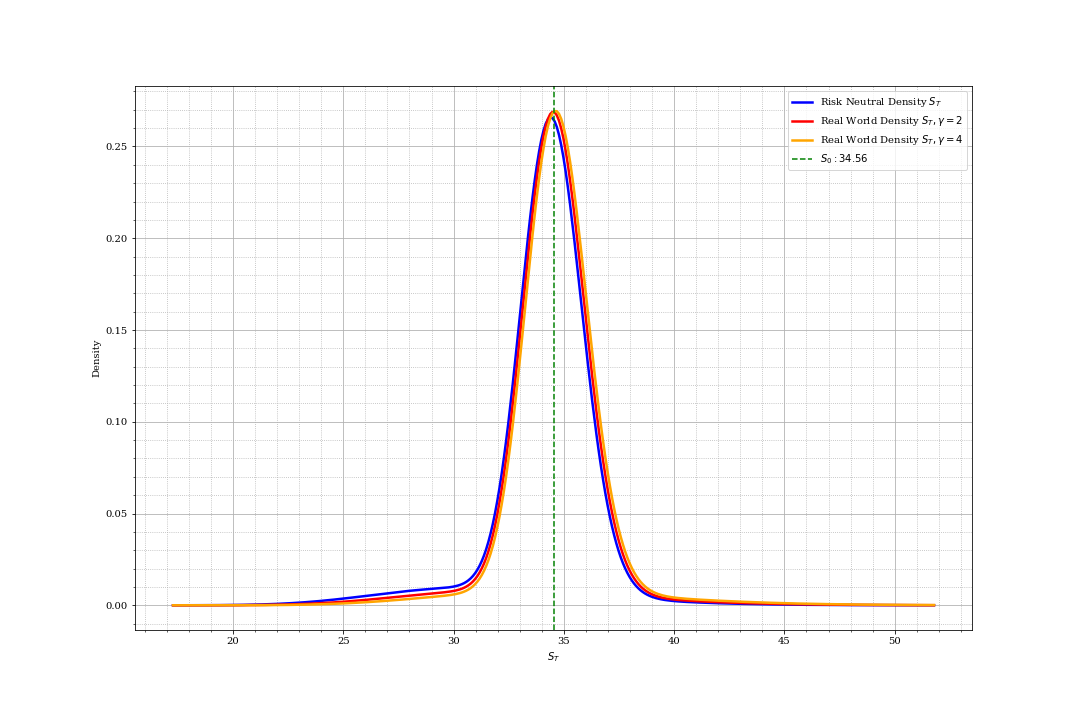 Risk Neutral Density S_T
Real World Density S_T, γ = 2
Real World Density S_T, γ = 4
S_0 : 34.56
0.25
0.20
0.15
0.10
0.05
0.00
Density
20 25 30 35 40 45 50
S_T